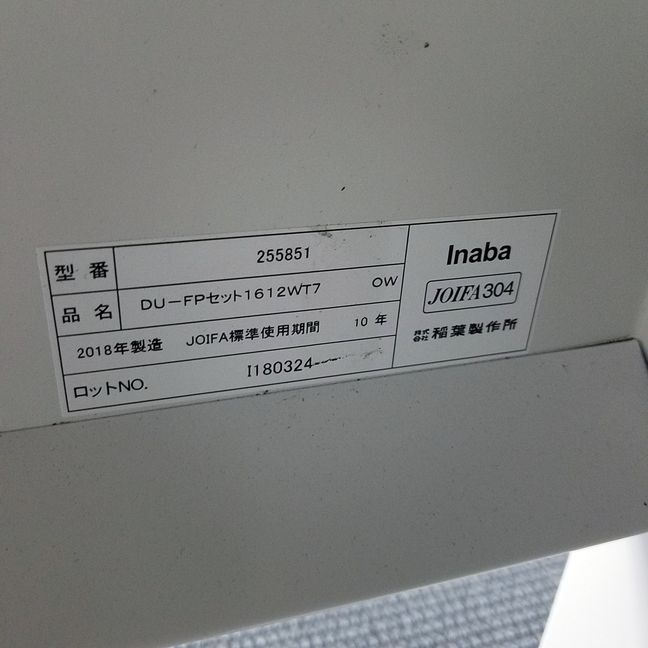 型番 255851
品名 DU-FPセット1612WT7 OW
2018年製造 JOIFA標準使用期間 10年
ロットNO. I180324
Inaba
JOIFA304
株式会社 稲葉製作所